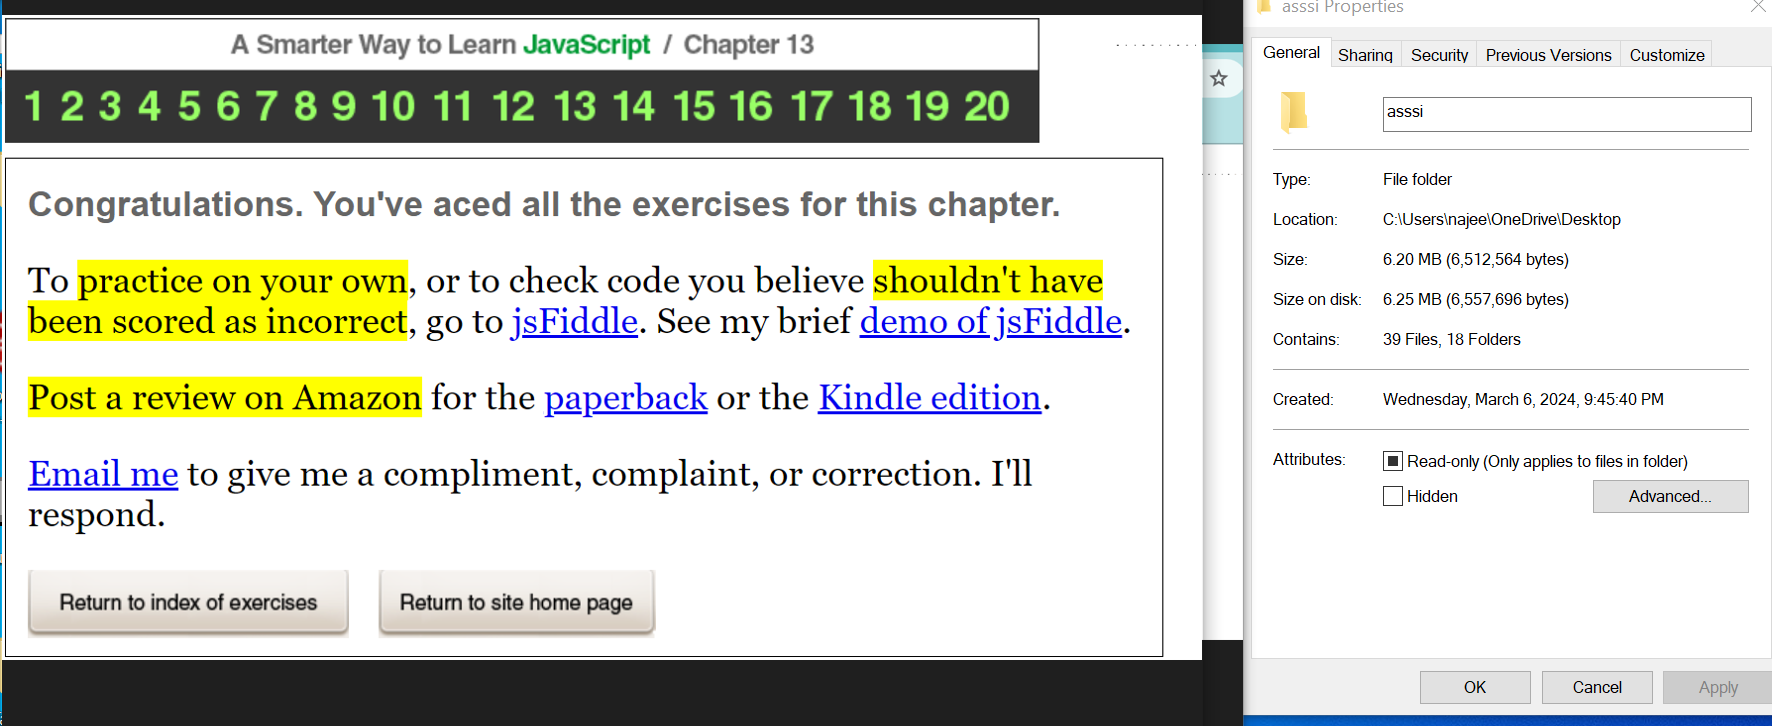 A Smarter Way to Learn JavaScript / Chapter 13
1 2 3 4 5 6 7 8 9 10 11 12 13 14 15 16 17 18 19 20
Congratulations. You've aced all the exercises for this chapter.
To practice on your own, or to check code you believe shouldn't have
been scored as incorrect, go to jsFiddle. See my brief demo of jsFiddle.
Post a review on Amazon for the paperback or the Kindle edition.
Email me to give me a compliment, complaint, or correction. I'll
respond.
Return to index of exercises
Return to site home page
asssi Properties
General
Sharing
Security
Previous Versions
Customize
asssi
Type: File folder
Location: C:\Users\najee\OneDrive\Desktop
Size: 6.20 MB (6,512,564 bytes)
Size on disk: 6.25 MB (6,557,696 bytes)
Contains: 39 Files, 18 Folders
Created: Wednesday, March 6, 2024, 9:45:40 PM
Attributes: Read-only (Only applies to files in folder)
Hidden
Advanced...
OK
Cancel
Apply